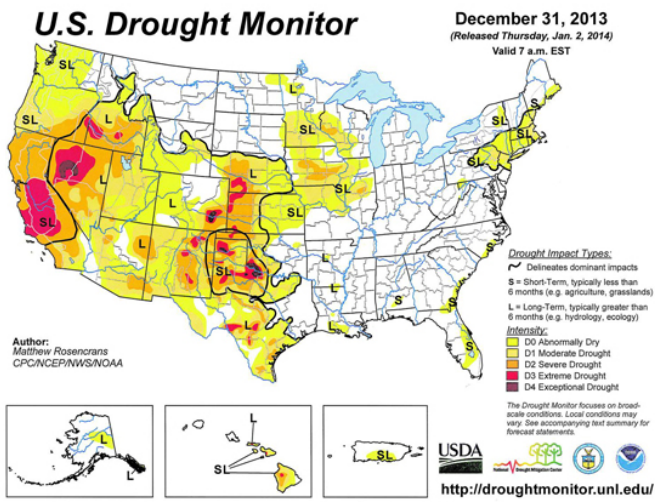 U.S. Drought Monitor
December 31, 2013
(Released Thursday, Jan. 2, 2014)
Valid 7 a.m. EST
SL
L
SL
L
SL
S
SL
SL
SL
L
L
L
SL
SL
SL
L
SL
S
L
L
S
S
L
L
S
Drought Impact Types:
Delineates dominant impacts
S = Short-Term, typically less than
6 months (e.g. agriculture, grasslands)
L = Long-Term, typically greater than
6 months (e.g. hydrology, ecology)
Intensity:
D0 Abnormally Dry
D1 Moderate Drought
D2 Severe Drought
D3 Extreme Drought
D4 Exceptional Drought
Author:
Matthew Rosencrans
CPC/NCEP/NWS/NOAA
The Drought Monitor focuses on broad-
scale conditions. Local conditions may
vary. See accompanying text summary for
forecast statements.
L
L
L
SL
L
SL
USDA
National Drought Mitigation Center
http://droughtmonitor.unl.edu/